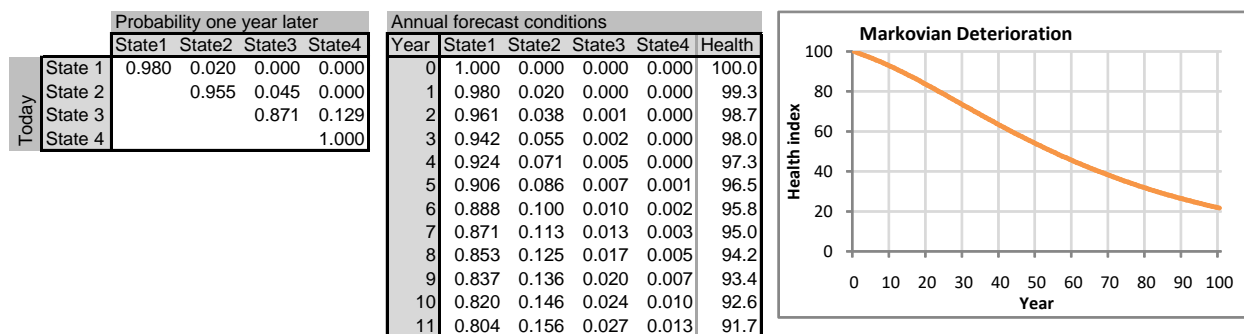 Probability one year later
State1 State2 State3 State4
Today
State 1 0.980 0.020 0.000 0.000
State 2 0.955 0.045 0.000
State 3 0.871 0.129
State 4 1.000
Annual forecast conditions
Year State1 State2 State3 State4 Health
0 1.000 0.000 0.000 0.000 100.0
1 0.980 0.020 0.000 0.000 99.3
2 0.961 0.038 0.001 0.000 98.7
3 0.942 0.055 0.002 0.000 98.0
4 0.924 0.071 0.005 0.000 97.3
5 0.906 0.086 0.007 0.001 96.5
6 0.888 0.100 0.010 0.002 95.8
7 0.871 0.113 0.013 0.003 95.0
8 0.853 0.125 0.017 0.005 94.2
9 0.837 0.136 0.020 0.007 93.4
10 0.820 0.146 0.024 0.010 92.6
11 0.804 0.156 0.027 0.013 91.7
Markovian Deterioration
Health index
100
80
60
40
20
0
0 10 20 30 40 50 60 70 80 90 100
Year